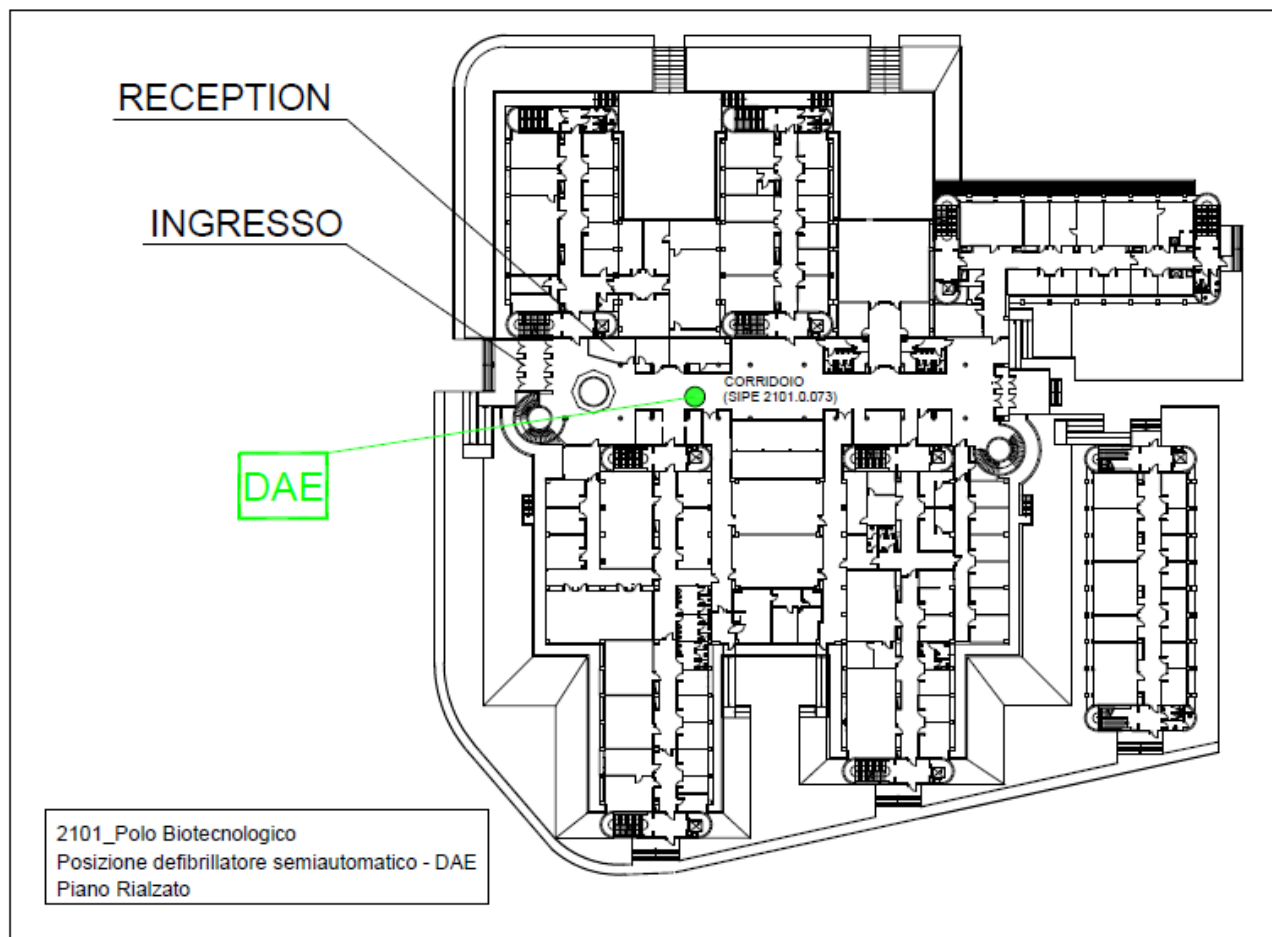 RECEPTION
INGRESSO
CORRIDOIO
(SIPE 2101.0.073)
DAE
2101_Polo Biotecnologico
Posizione defibrillatore semiautomatico - DAE
Piano Rialzato